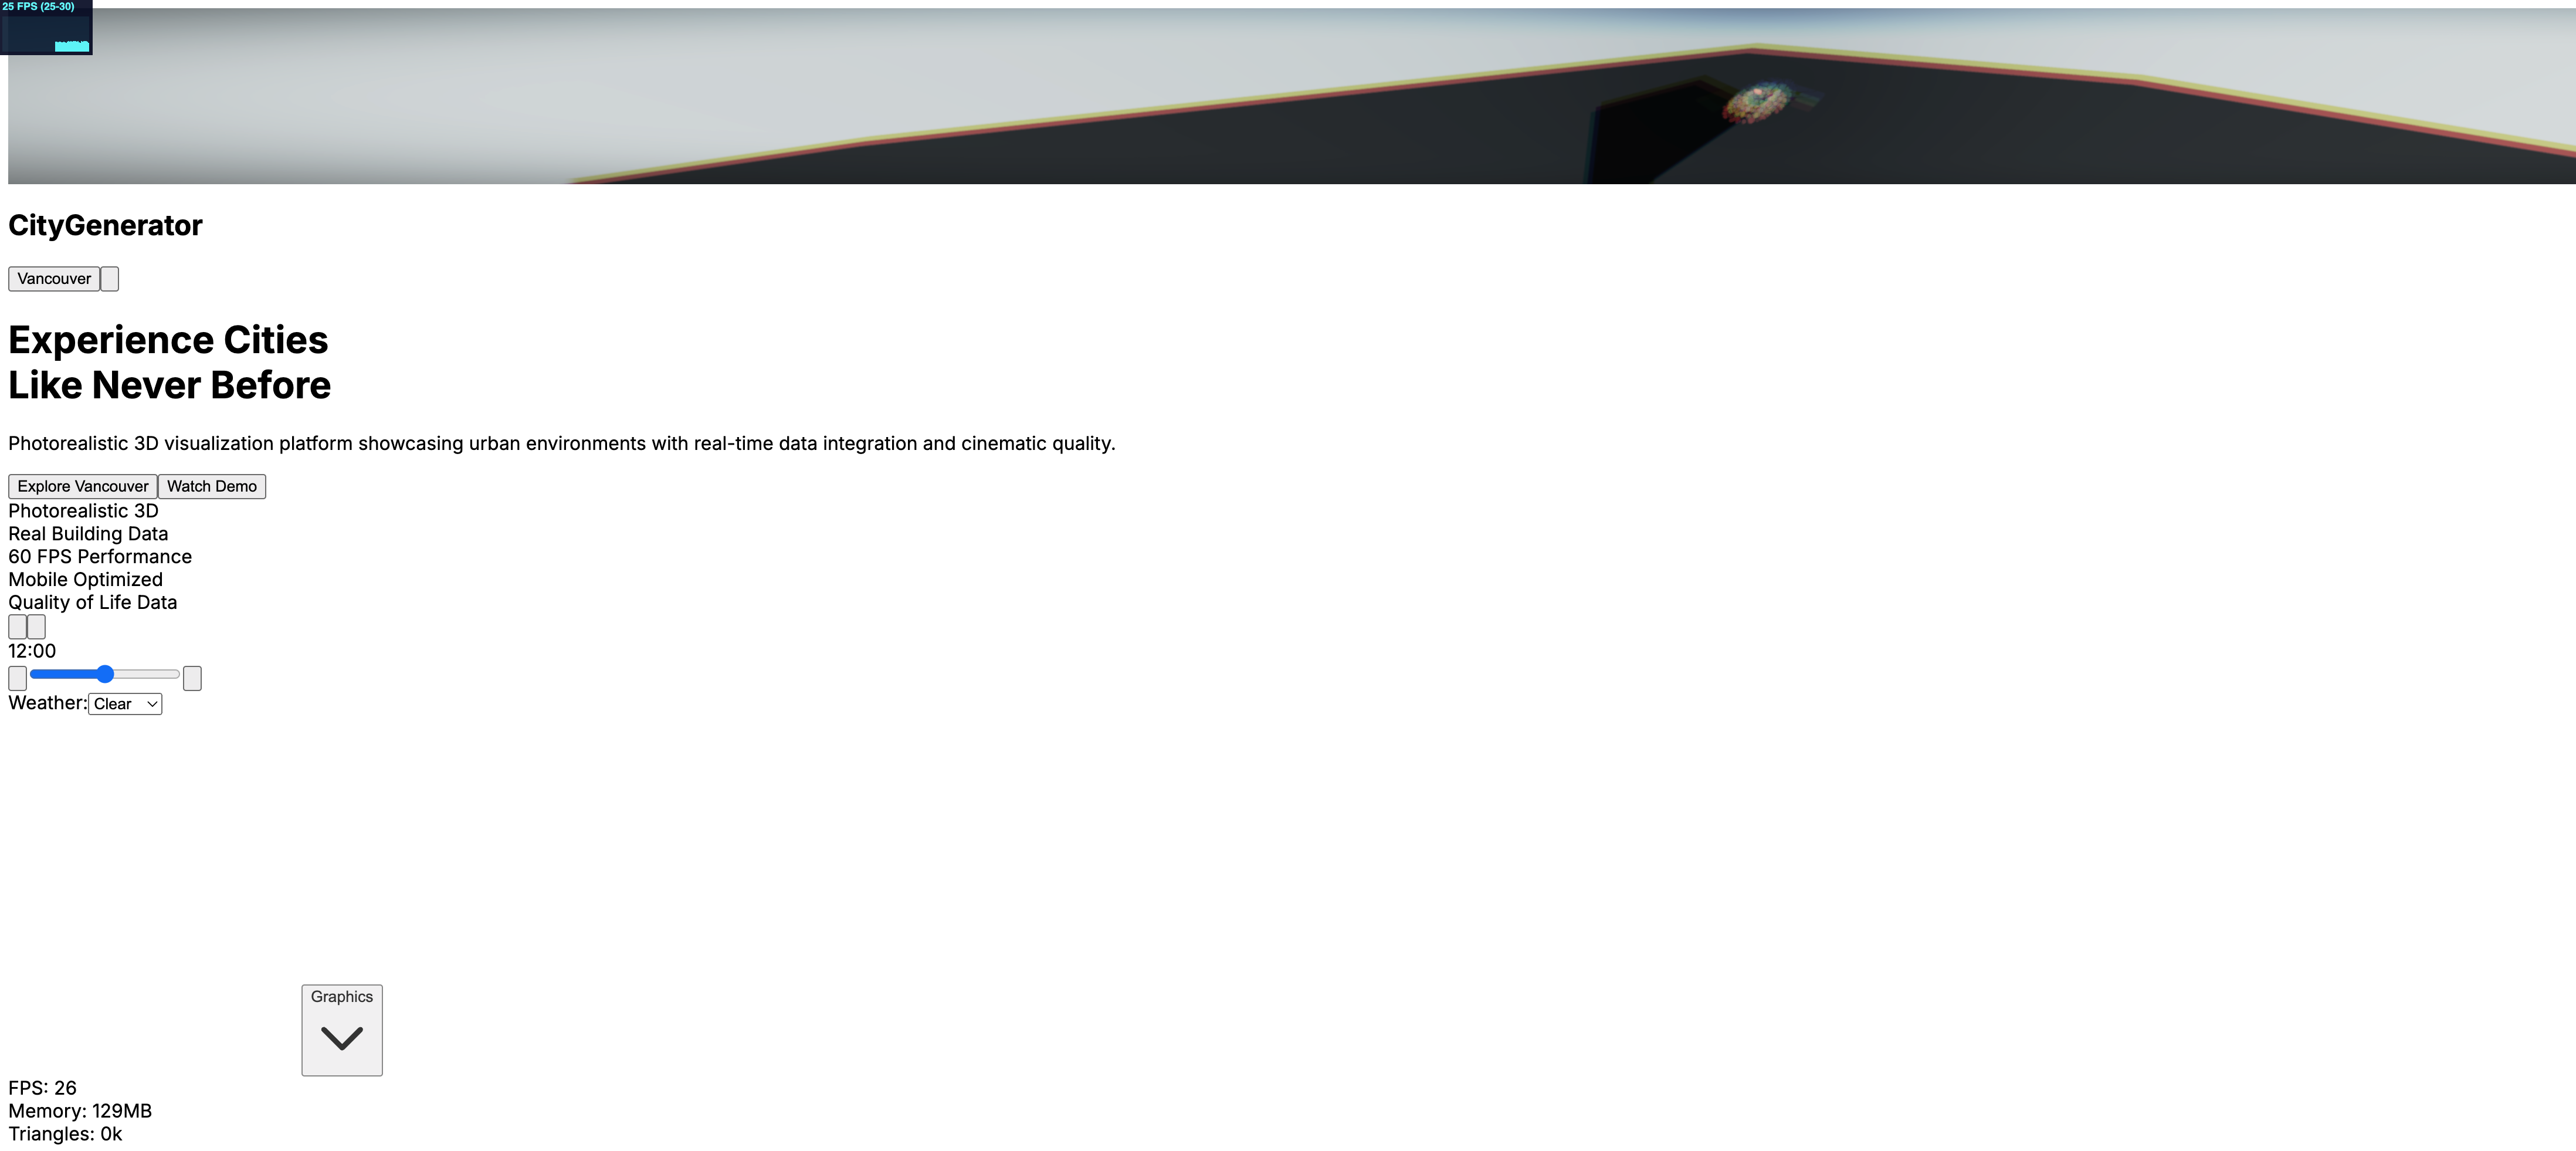 25 FPS (25-30)
CityGenerator
Vancouver
Experience Cities
Like Never Before
Photorealistic 3D visualization platform showcasing urban environments with real-time data integration and cinematic quality.
Explore Vancouver Watch Demo
Photorealistic 3D
Real Building Data
60 FPS Performance
Mobile Optimized
Quality of Life Data
12:00
Weather: Clear
Graphics
FPS: 26
Memory: 129MB
Triangles: 0k